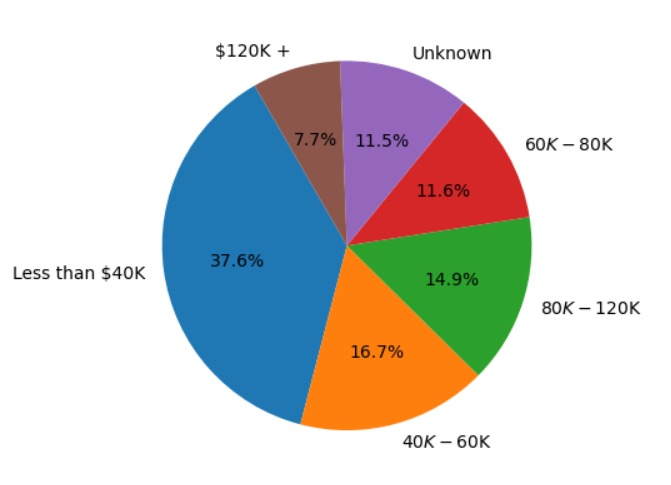 $120K +
Unknown
7.7%
11.5%
60K − 80K
11.6%
Less than $40K
37.6%
14.9%
80K − 120K
16.7%
40K − 60K